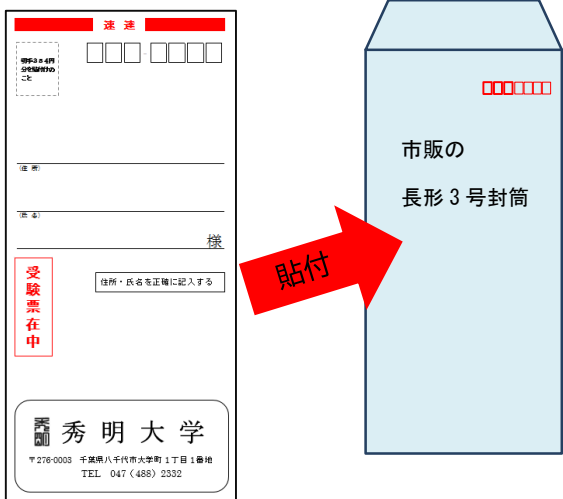 速 達
切手384円
分を貼付けの
こと
(住 所)
(氏 名)
様
受験票在中
住所・氏名を正確に記入する
秀明
秀明大学
〒276-0003 千葉県八千代市大学町1丁目1番地
TEL 047（488）2332
貼付
市販の
長形3号封筒